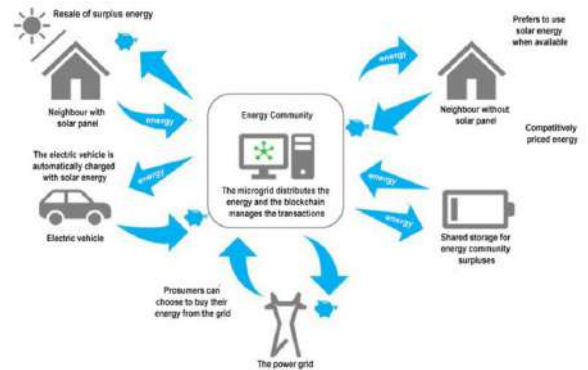 Resale of surplus energy
Neighbour with
solar panel
energy
energy
Prefers to use
solar energy
when available
Neighbour without
solar panel
Competitively
priced energy
Energy Community
The microgrid distributes the
energy and the blockchain
manages the transactions
The electric vehicle is
automatically charged
with solar energy
energy
Electric vehicle
energy
energy
Shared storage for
energy community
surpluses
Prosumers can
choose to buy their
energy from the grid
The power grid